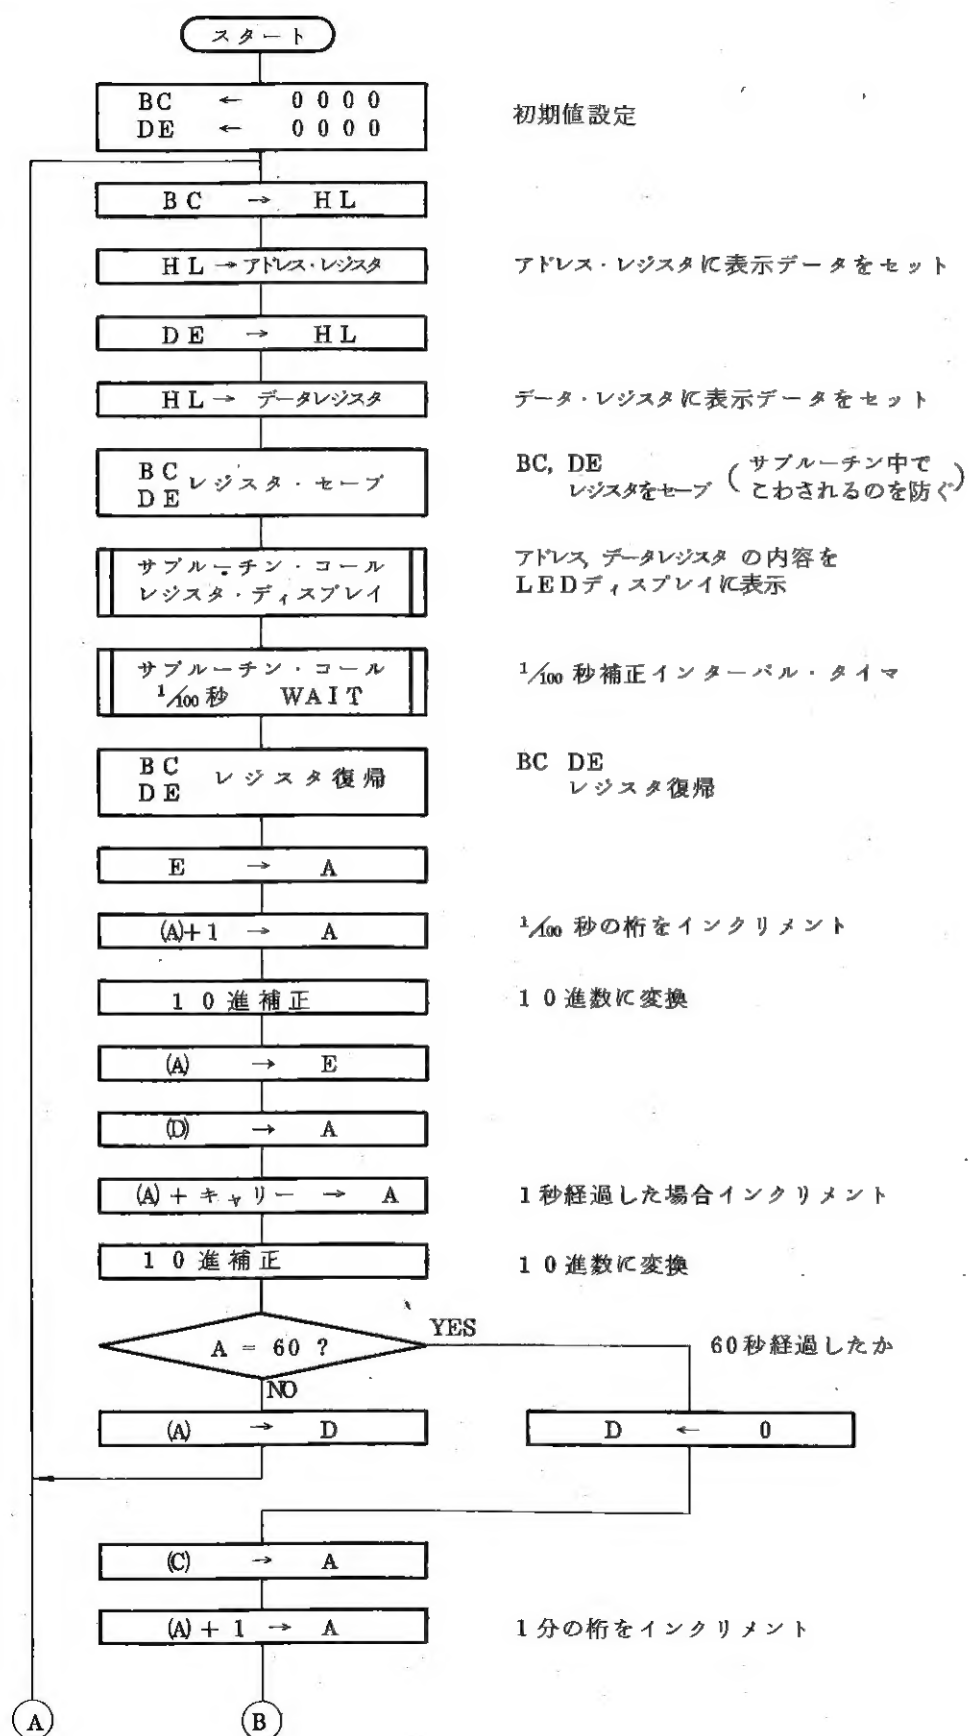 スタート
BC ← 0000
DE ← 0000
初期値設定
BC → HL
HL → アドレス・レジスタ
アドレス・レジスタに表示データをセット
DE → HL
HL → データレジスタ
データ・レジスタに表示データをセット
BC
DE レジスタ・セーブ
BC, DE
レジスタをセーブ (サブルーチン中で
こわされるのを防ぐ)
サブルーチン・コール
レジスタ・ディスプレイ
アドレス, データレジスタ の内容を
LEDディスプレイに表示
サブルーチン・コール
1/100 秒 WAIT
1/100 秒補正インターバル・タイマ
BC
DE レジスタ復帰
BC DE
レジスタ復帰
E → A
(A)+1 → A
1/100 秒の桁をインクリメント
10進補正
10進数に変換
(A) → E
(D) → A
(A) + キャリー → A
1秒経過した場合インクリメント
10進補正
10進数に変換
A = 60 ?
YES
60秒経過したか
NO
(A) → D
D ← 0
(C) → A
(A) + 1 → A
1分の桁をインクリメント
A
B